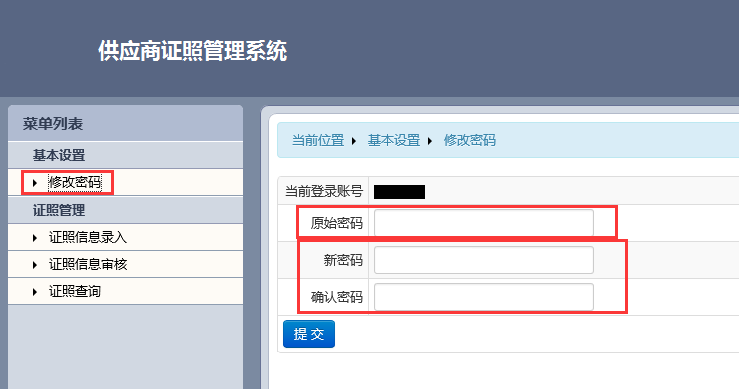 供应商证照管理系统
菜单列表
基本设置
修改密码
证照管理
证照信息录入
证照信息审核
证照查询
当前位置 基本设置 修改密码
当前登录账号
原始密码
新密码
确认密码
提 交